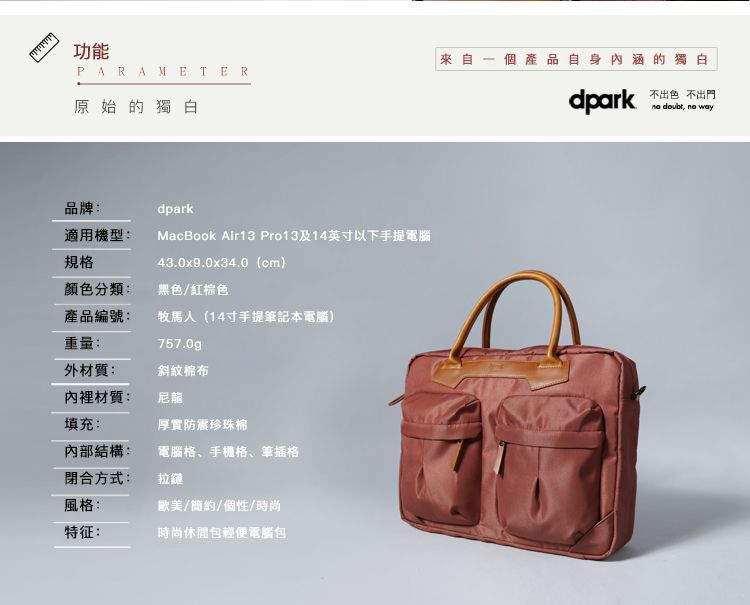 功能
PARAMETER
原始的獨白
來自一個產品自身內涵的獨白
dpark 不出色 不出門
no doubt, no way
品牌： dpark
適用機型： MacBook Air13 Pro13及14英寸以下手提電腦
規格 43.0x9.0x34.0（cm）
顏色分類： 黑色/紅棕色
產品編號： 牧馬人（14寸手提筆記本電腦）
重量： 757.0g
外材質： 斜紋棉布
內裡材質： 尼龍
填充： 厚實防震珍珠棉
內部結構： 電腦格、手機格、筆插格
閉合方式： 拉鏈
風格： 歐美/簡約/個性/時尚
特征： 時尚休閒包輕便電腦包